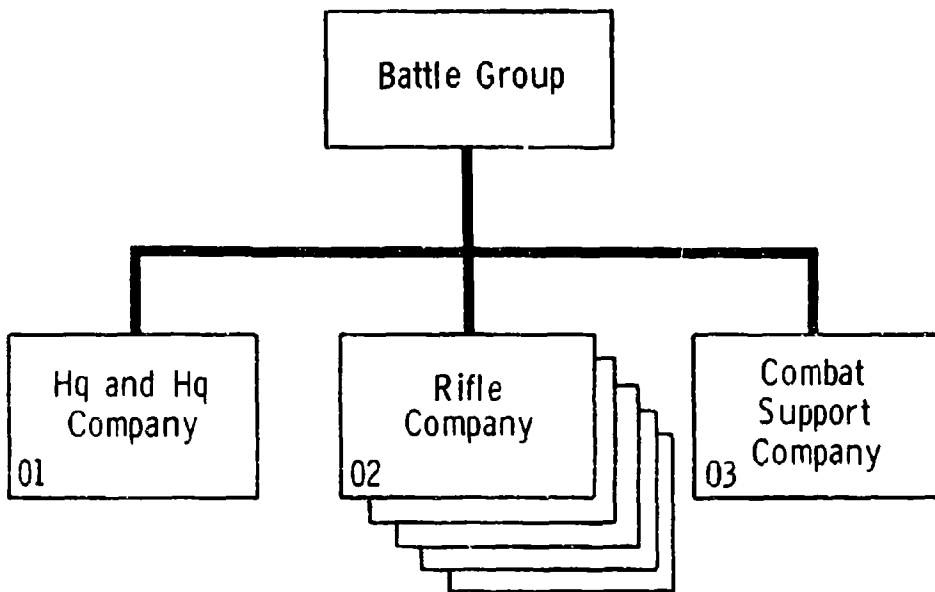 Battle Group
Hq and Hq
Company
01
Rifle
Company
02
Combat
Support
Company
03